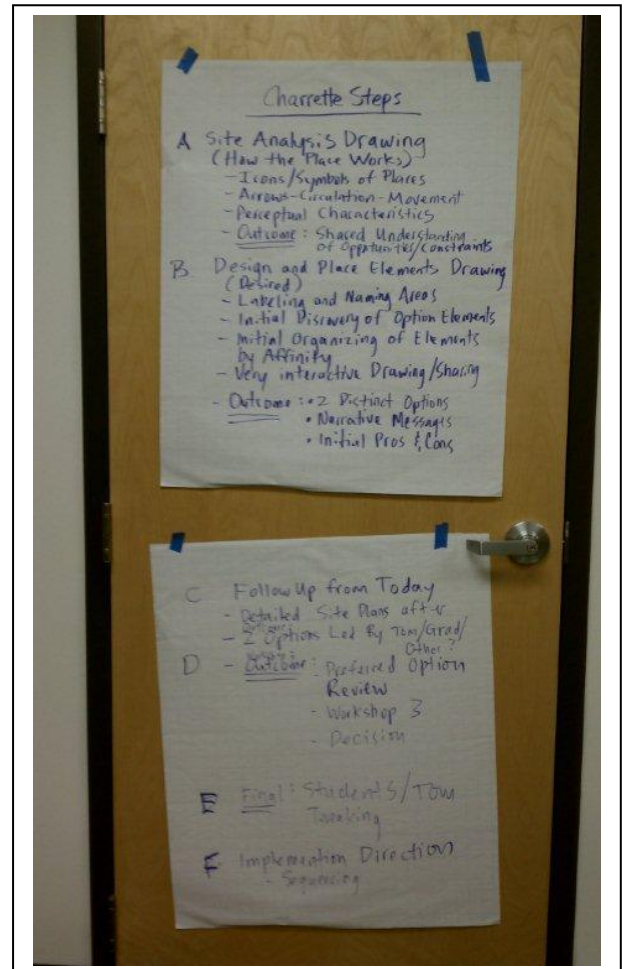 Charrette Steps
A Site Analysis Drawing
(How the Place Works)
- Icons/Symbols of Places
- Arrows-Circulation-Movement
- Perceptual Characteristics
- Outcome: Shared Understanding
of Opportunities/Constraints
B. Design and Place Elements Drawing
(Desired)
- Labeling and Naming Areas
- Initial Discovery of Option Elements
- Initial Organizing of Elements
by Affinity
- Very interactive Drawing/Sharing
- Outcome: • 2 Distinct Options
• Narrative Messages
• Initial Pros & Cons
C Follow Up from Today
- Detailed Site Plans after
- 2 Options Led By Tom/Grad/
Other?
D - Outcome: - Preferred Option
Review
- Workshop 3
- Decision
E Final: Students/Tom
Tweaking
F Implementation Direction
- Sequencing